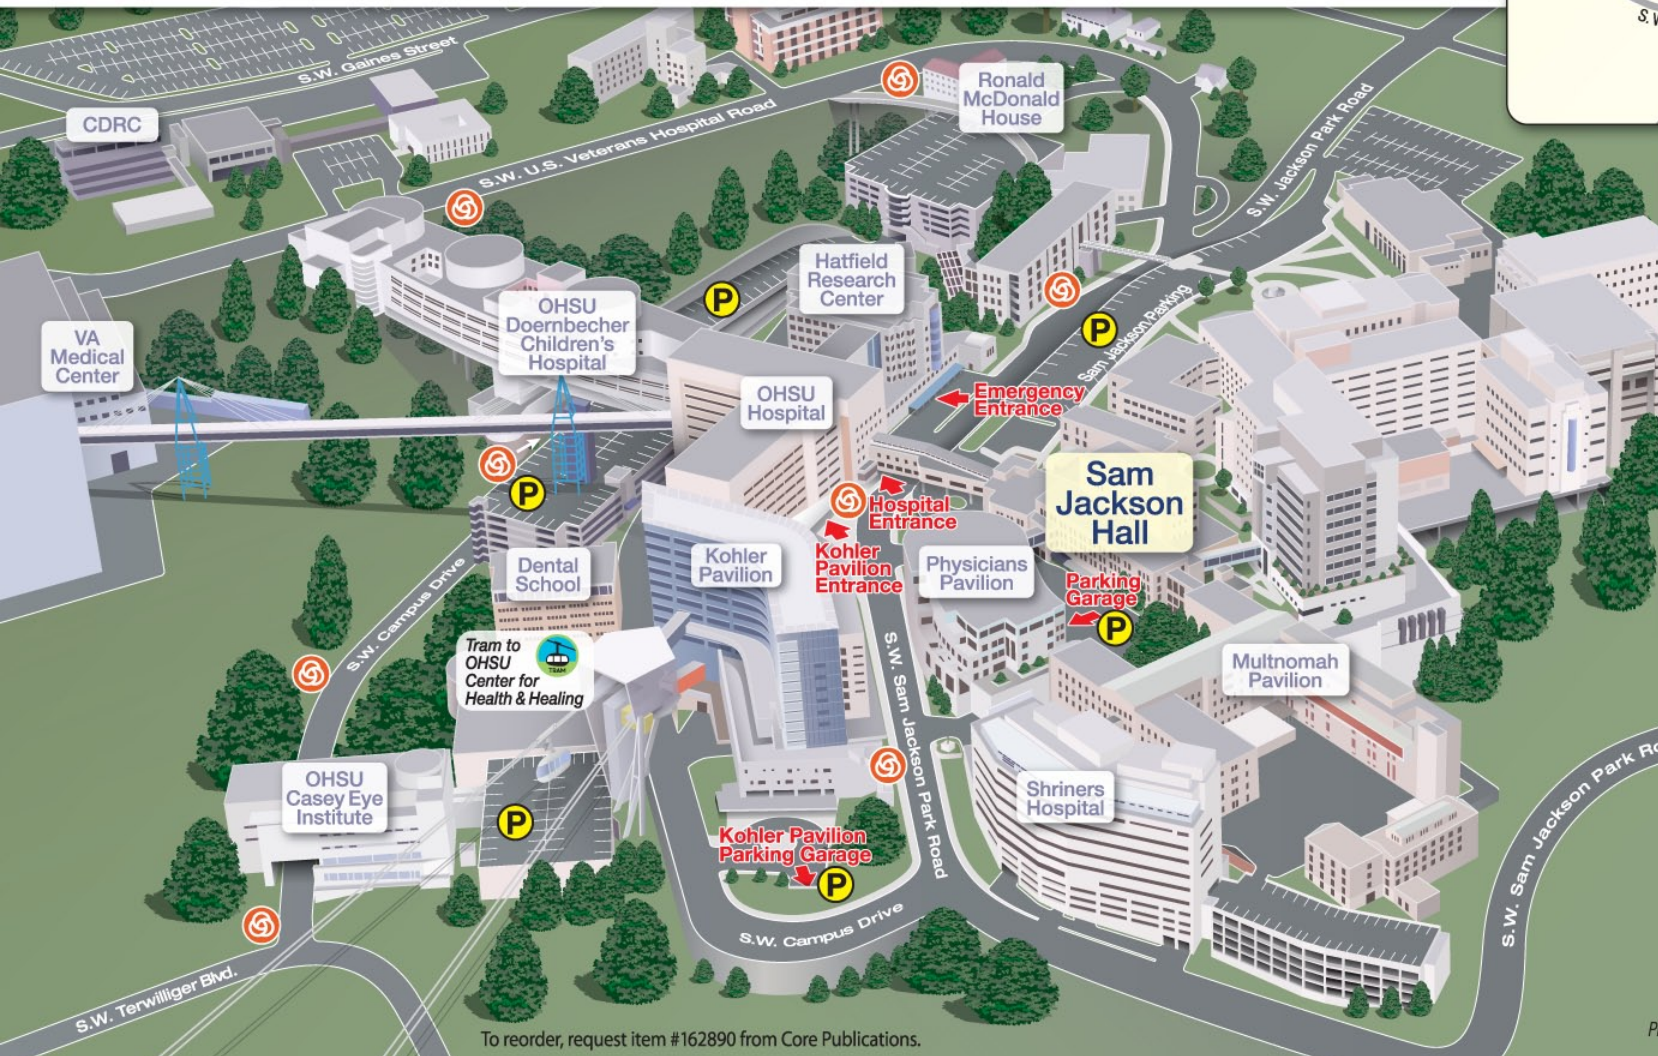 S.W. Gaines Street
CDRC
S.W. U.S. Veterans Hospital Road
Ronald
McDonald
House
S.W. Jackson Park Road
VA
Medical
Center
OHSU
Doernbecher
Children's
Hospital
P
Hatfield
Research
Center
P
Sam Jackson Parking
OHSU
Hospital
Emergency
Entrance
P
Hospital
Entrance
Sam
Jackson
Hall
Dental
School
Kohler
Pavilion
Kohler
Pavilion
Entrance
Physicians
Pavilion
Parking
Garage
P
S.W. Campus Drive
Tram to
OHSU
Center for
Health & Healing
TRAM
S.W. Sam Jackson Park Road
Multnomah
Pavilion
OHSU
Casey Eye
Institute
P
Shriners
Hospital
Kohler Pavilion
Parking Garage
P
S.W. Campus Drive
S.W. Sam Jackson Park
S.W. Terwilliger Blvd.
To reorder, request item #162890 from Core Publications.